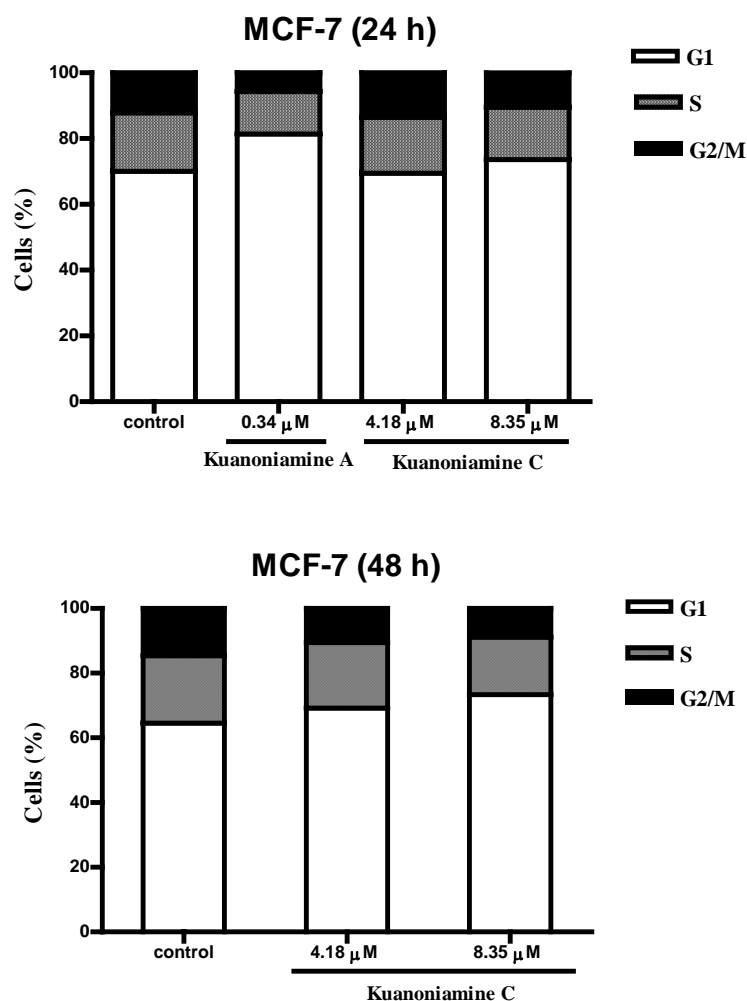 MCF-7 (24 h)
G1
S
G2/M
Cells (%)
100
80
60
40
20
0
control
0.34 μM
4.18 μM
8.35 μM
Kuanoniamine A
Kuanoniamine C
MCF-7 (48 h)
G1
S
G2/M
Cells (%)
100
80
60
40
20
0
control
4.18 μM
8.35 μM
Kuanoniamine C